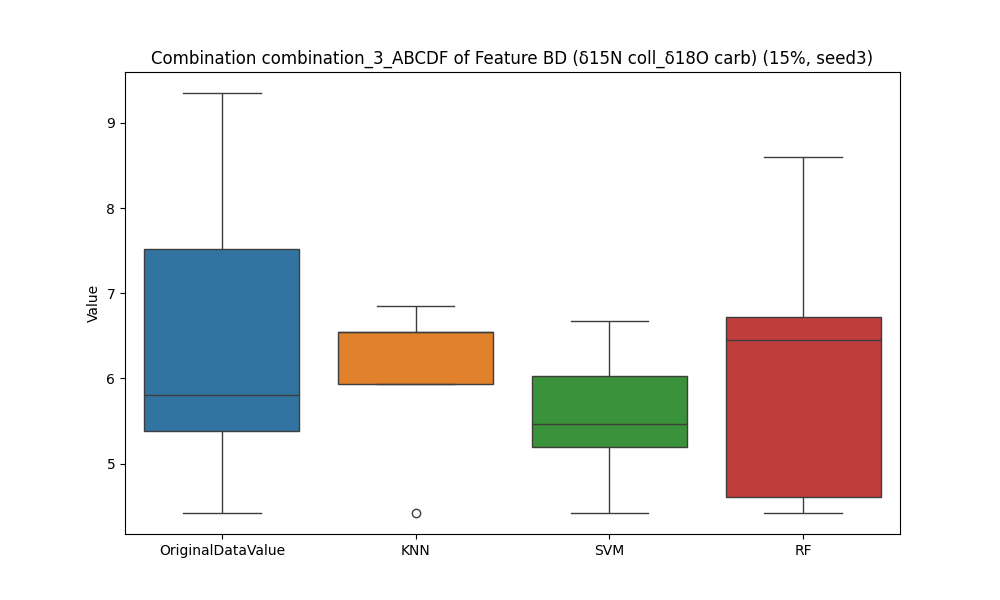 Combination combination_3_ABCDF of Feature BD (δ15N coll_δ18O carb) (15%, seed3)
Value
9
8
7
6
5
OriginalDataValue KNN SVM RF